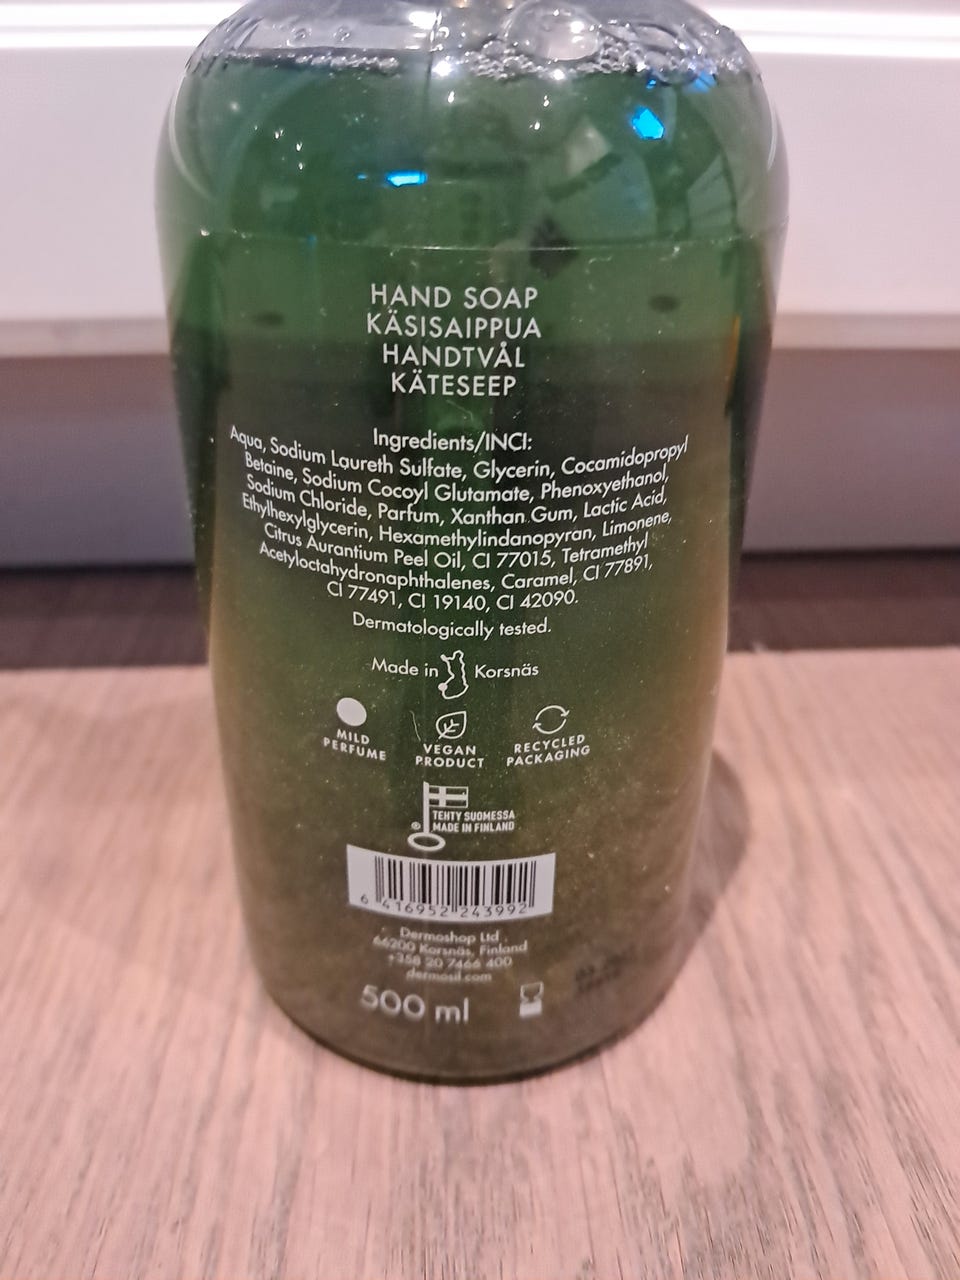 HAND SOAP
KÄSISAIPPUA
HANDTVÅL
KÄTESEEP
Ingredients/INCI:
Aqua, Sodium Laureth Sulfate, Glycerin, Cocamidopropyl
Betaine, Sodium Cocoyl Glutamate, Phenoxyethanol,
Sodium Chloride, Parfum, Xanthan Gum, Lactic Acid,
Ethylhexylglycerin, Hexamethylindanopyran, Limonene,
Citrus Aurantium Peel Oil, CI 77015, Tetramethyl
Acetyloctahydronaphthalenes, Caramel, CI 77891,
CI 77491, CI 19140, CI 42090.
Dermatologically tested.
Made in Korsnäs
MILD
PERFUME
VEGAN
PRODUCT
RECYCLED
PACKAGING
TEHTY SUOMESSA
® MADE IN FINLAND
6 416952 243992
Dermoshop Ltd
66200 Korsnäs, Finland
+358 20 7466 400
dermosil.com
500 ml